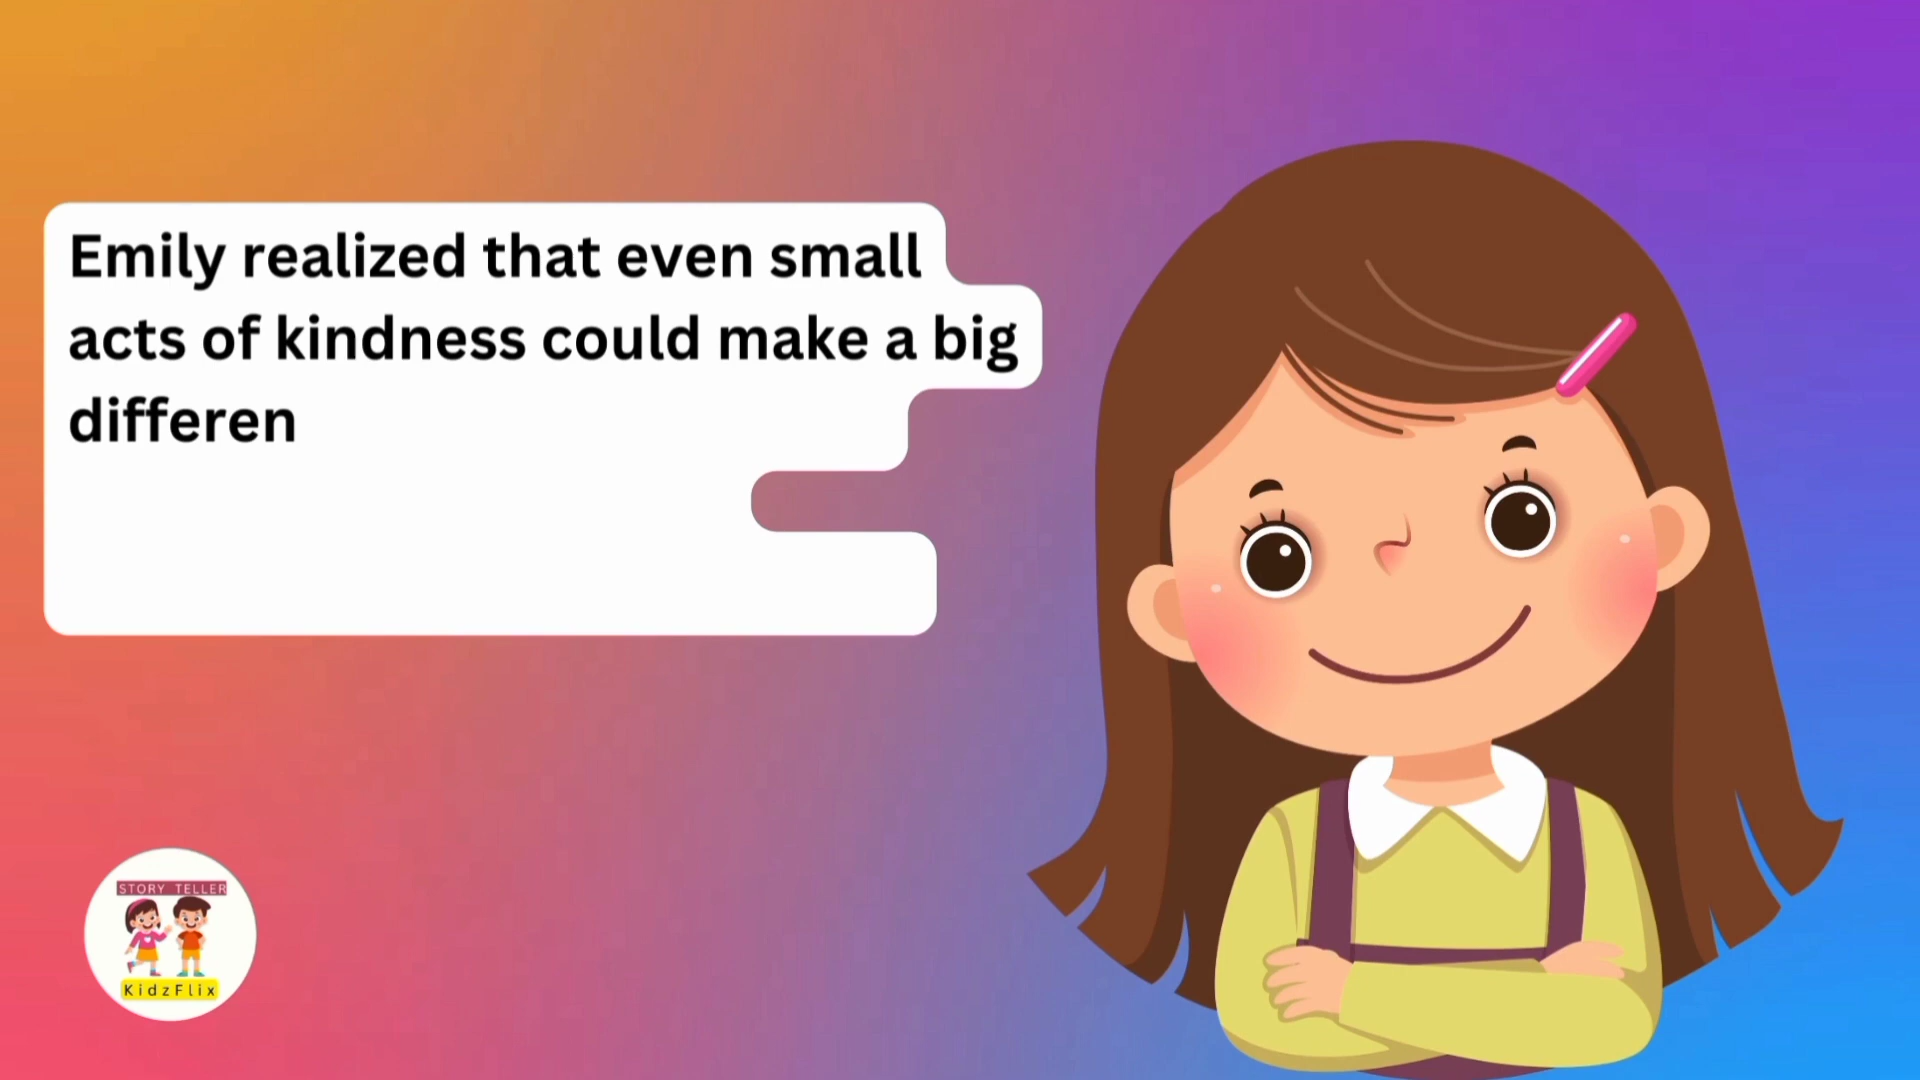 Emily realized that even small
acts of kindness could make a big
differen
STORY TELLER
KidzFlix